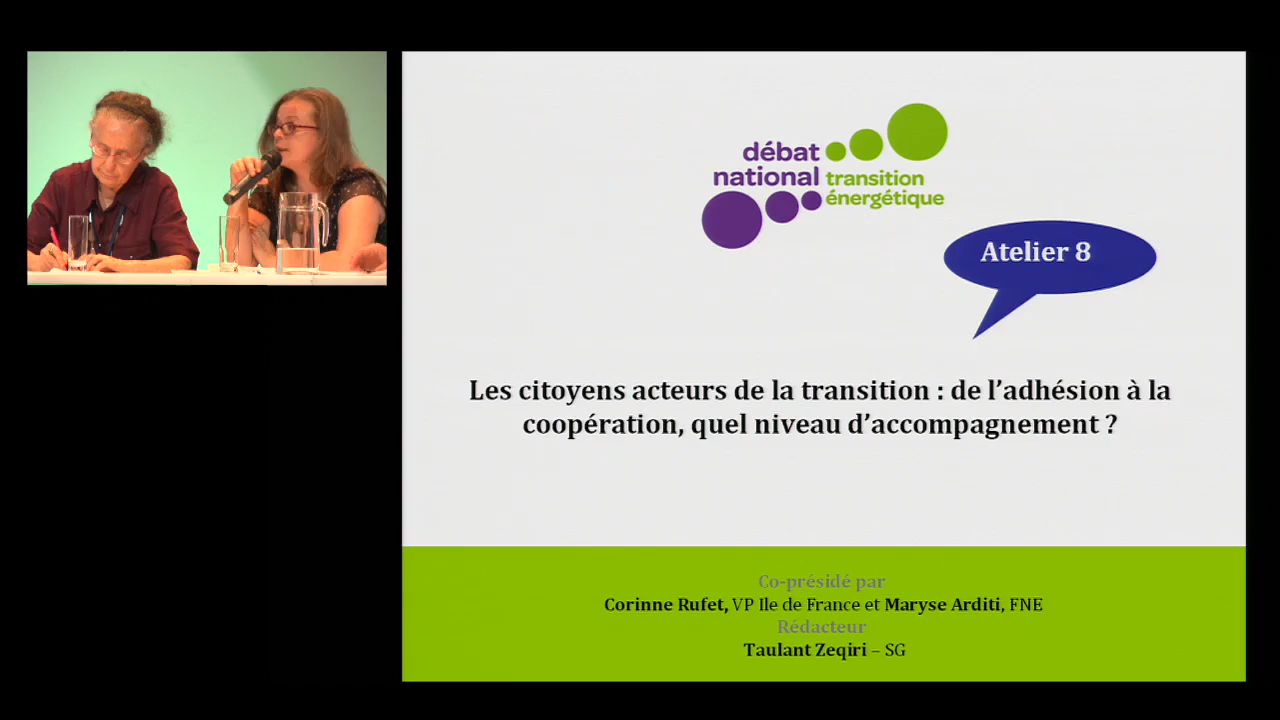 débat
national
transition
énergétique
Atelier 8
Les citoyens acteurs de la transition : de l’adhésion à la
coopération, quel niveau d’accompagnement ?
Co-présidé par
Corinne Rufet, VP Ile de France et Maryse Arditi, FNE
Rédacteur
Taulant Zeqiri – SG